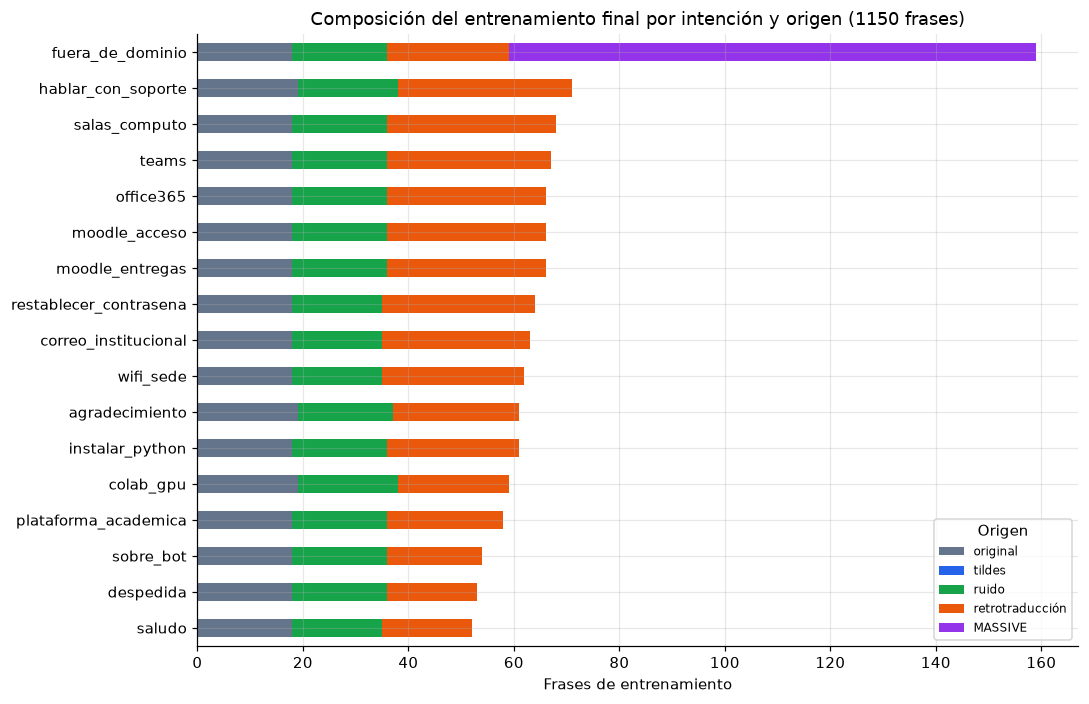 Composición del entrenamiento final por intención y origen (1150 frases)
fuera_de_dominio
hablar_con_soporte
salas_computo
teams
office365
moodle_acceso
moodle_entregas
restablecer_contrasena
correo_institucional
wifi_sede
agradecimiento
instalar_python
colab_gpu
plataforma_academica
sobre_bot
despedida
saludo
0 20 40 60 80 100 120 140 160
Frases de entrenamiento
Origen
original
tildes
ruido
retrotraducción
MASSIVE